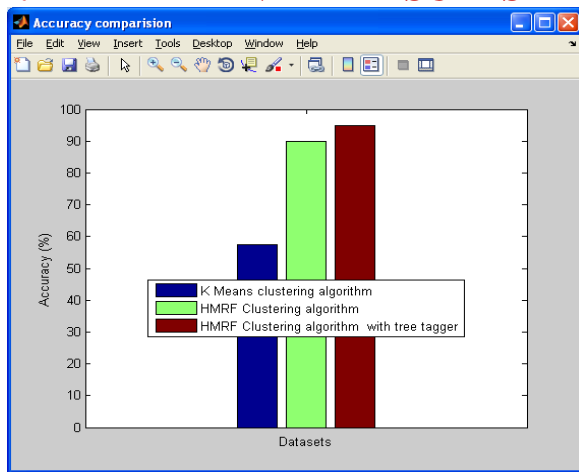 Accuracy comparision
File Edit View Insert Tools Desktop Window Help
100
90
80
70
60
50
40
30
20
10
0
Accuracy (%)
K Means clustering algorithm
HMRF Clustering algorithm
HMRF Clustering algorithm with tree tagger
Datasets